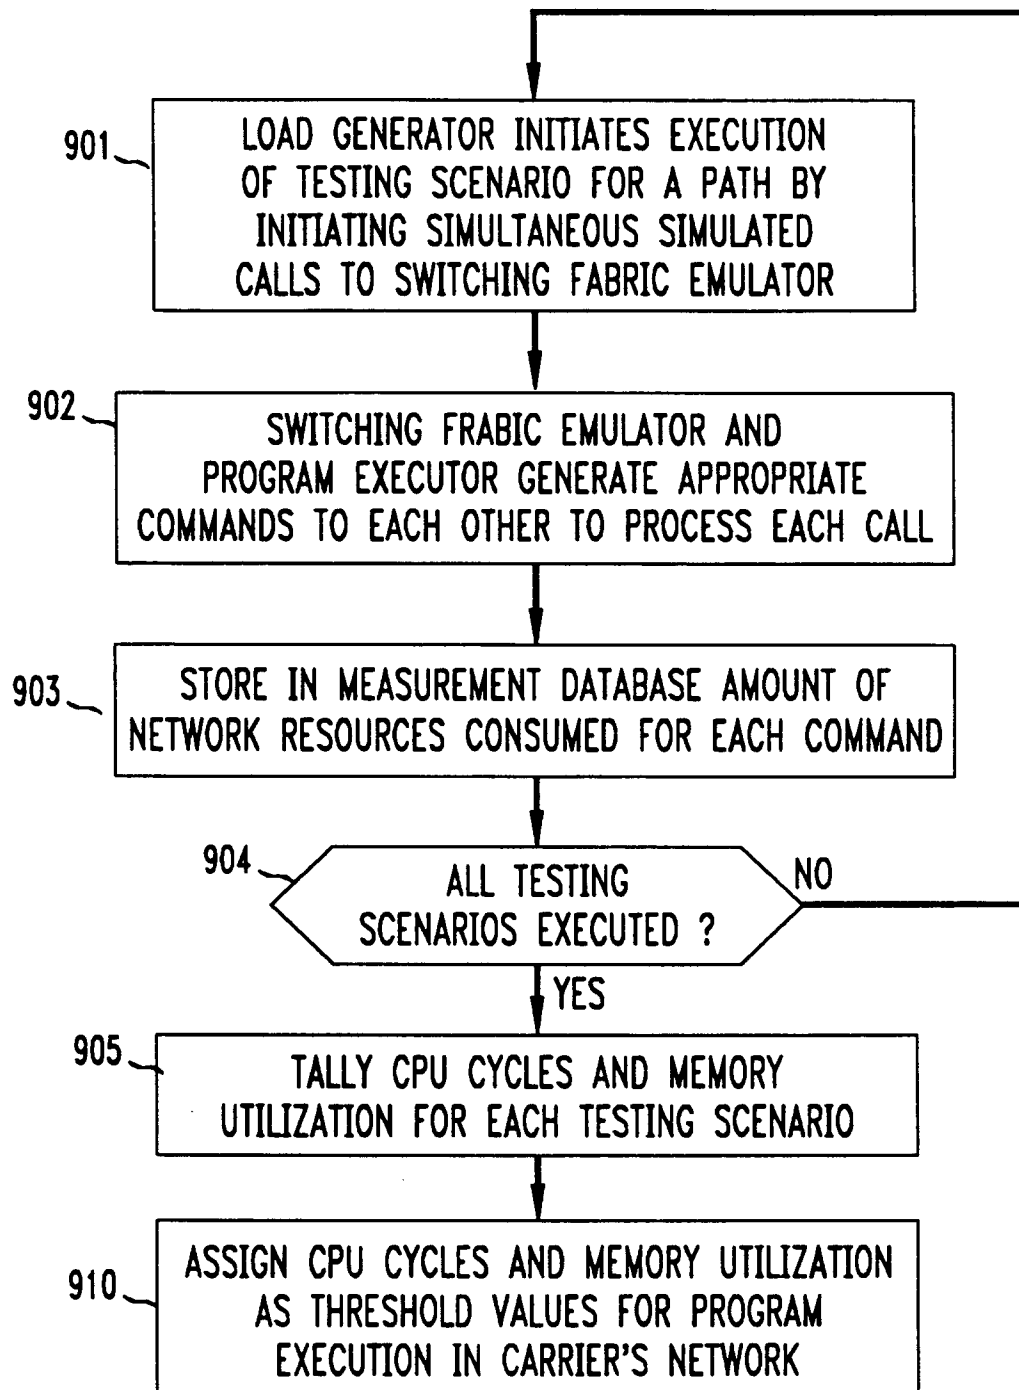 901
LOAD GENERATOR INITIATES EXECUTION
OF TESTING SCENARIO FOR A PATH BY
INITIATING SIMULTANEOUS SIMULATED
CALLS TO SWITCHING FABRIC EMULATOR
902
SWITCHING FRABIC EMULATOR AND
PROGRAM EXECUTOR GENERATE APPROPRIATE
COMMANDS TO EACH OTHER TO PROCESS EACH CALL
903
STORE IN MEASUREMENT DATABASE AMOUNT OF
NETWORK RESOURCES CONSUMED FOR EACH COMMAND
904
ALL TESTING
SCENARIOS EXECUTED ?
NO
YES
905
TALLY CPU CYCLES AND MEMORY
UTILIZATION FOR EACH TESTING SCENARIO
910
ASSIGN CPU CYCLES AND MEMORY UTILIZATION
AS THRESHOLD VALUES FOR PROGRAM
EXECUTION IN CARRIER'S NETWORK